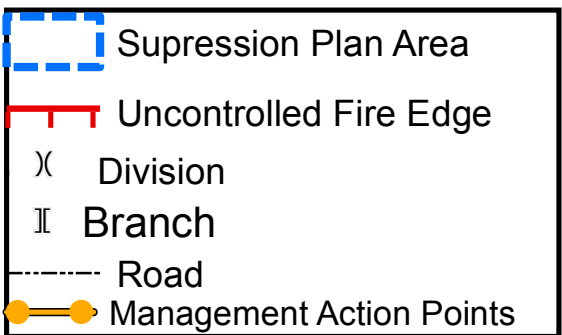 Supression Plan Area
Uncontrolled Fire Edge
Division
Branch
Road
Management Action Points